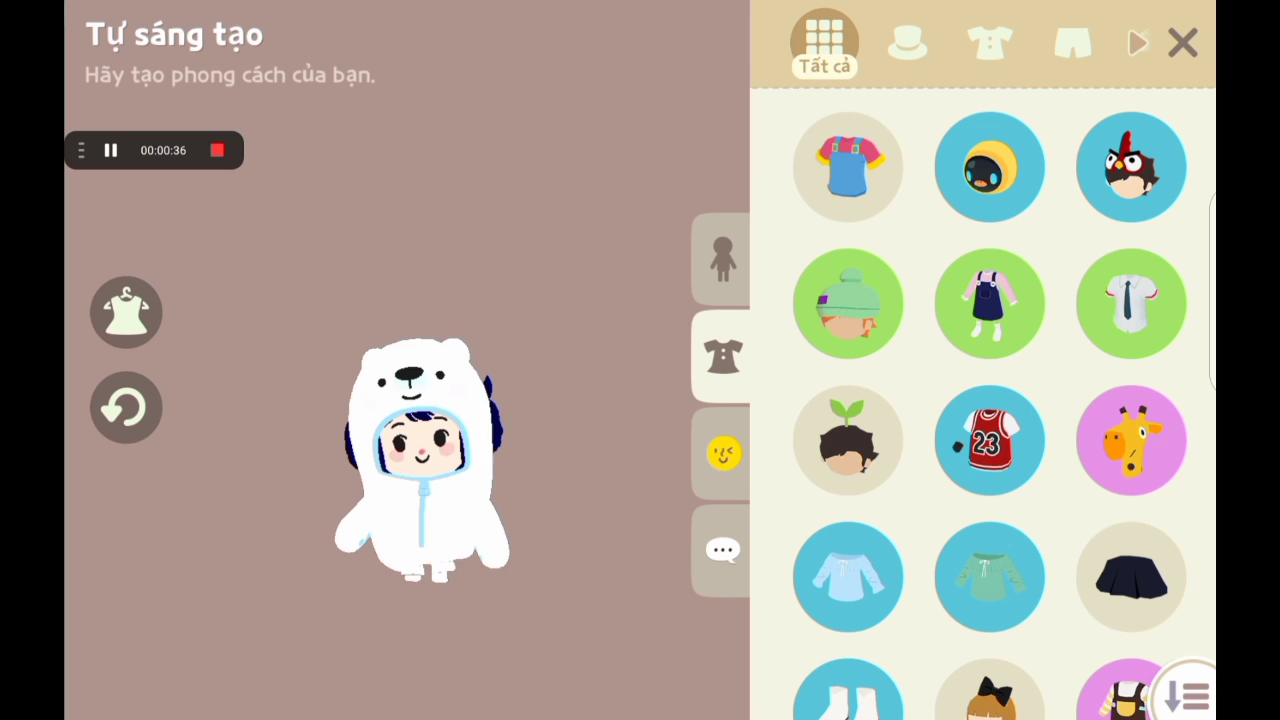 Tự sáng tạo
Hãy tạo phong cách của bạn.
Tất cả
00:00:36
23